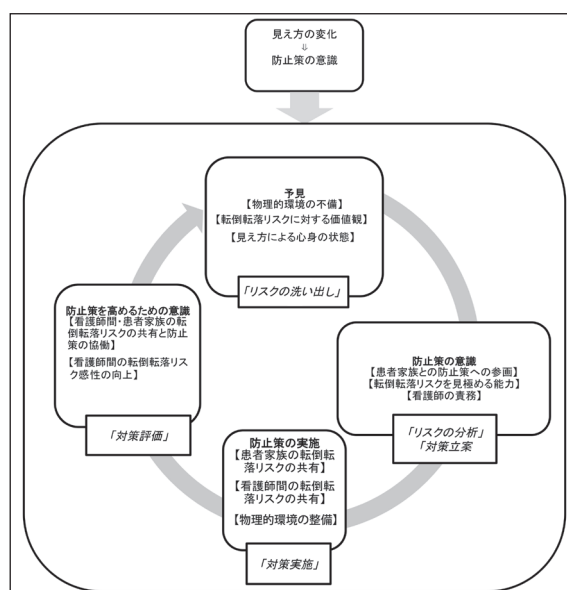 見え方の変化
⇓
防止策の意識
予見
【物理的環境の不備】
【転倒転落リスクに対する価値観】
【見え方による心身の状態】
「リスクの洗い出し」
防止策の意識
【患者家族との防止策への参画】
【転倒転落リスクを見極める能力】
【看護師の責務】
「リスクの分析」
「対策立案
防止策の実施
【患者家族の転倒転
落リスクの共有】
【看護師間の転倒転
落リスクの共有】
【物理的環境の整備】
「対策実施」
防止策を高めるための意識
【看護師間・患者家族の転
倒転落リスクの共有と防止
策の協働】
【看護師間の転倒転落リス
ク感性の向上】
「対策評価」